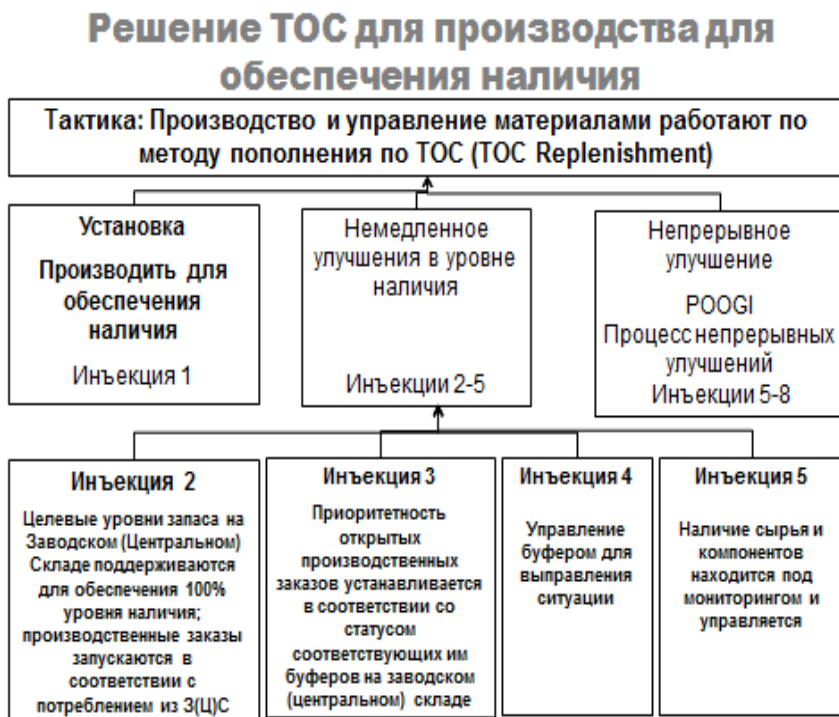 Решение ТОС для производства для
обеспечения наличия
Тактика: Производство и управление материалами работают по
методу пополнения по ТОС (TOC Replenishment)
Установка
Производить для
обеспечения
наличия
Инъекция 1
Немедленное
улучшения в уровне
наличия
Инъекции 2-5
Непрерывное
улучшение
POOGI
Процесс непрерывных
улучшений
Инъекции 5-8
Инъекция 2
Целевые уровни запаса на
Заводском (Центральном)
Складе поддерживаются
для обеспечения 100%
уровня наличия;
производственные заказы
запускаются в
соответствии с
потреблением из З(Ц)С
Инъекция 3
Приоритетность
открытых
производственных
заказов устанавливается
в соответствии со
статусом
соответствующих им
буферов на заводском
(центральном) складе
Инъекция 4
Управление
буфером для
выправления
ситуации
Инъекция 5
Наличие сырья и
компонентов
находится под
мониторингом и
управляется